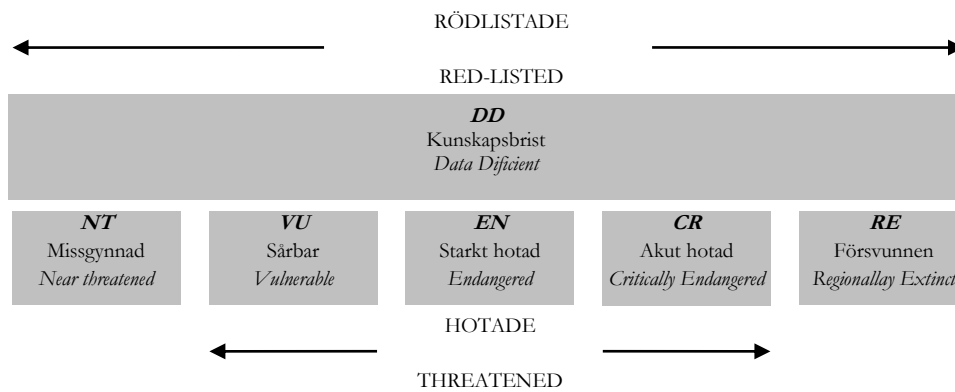 RÖDLISTADE
RED-LISTED
DD
Kunskapsbrist
Data Dificient
NT
Missgynnad
Near threatened
VU
Sårbar
Vulnerable
EN
Starkt hotad
Endangered
CR
Akut hotad
Critically Endangered
RE
Försvunnen
Regionallay Extinct
HOTADE
THREATENED